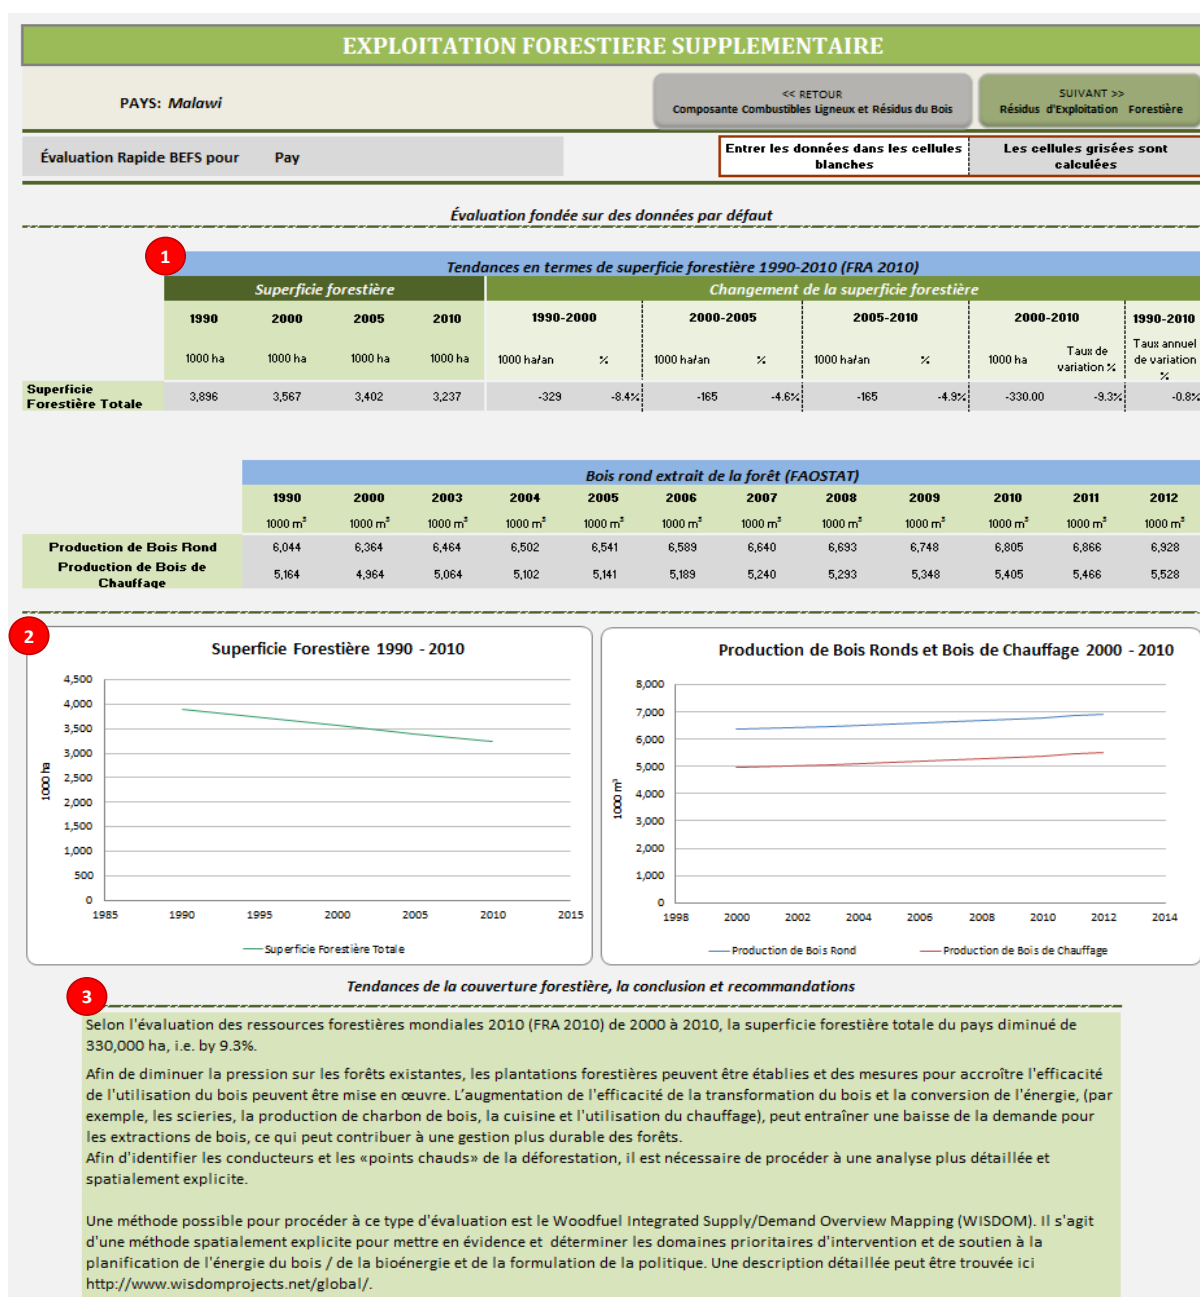 EXPLOITATION FORESTIERE SUPPLEMENTAIRE
PAYS: Malawi
<< RETOUR
Composante Combustibles Ligneux et Résidus du Bois
SUIVANT >>
Résidus d'Exploitation Forestière
Évaluation Rapide BEFS pour Pay
Entrer les données dans les cellules
blanches
Les cellules grisées sont
calculées
Évaluation fondée sur des données par défaut
1
Tendances en termes de superficie forestière 1990-2010 (FRA 2010)
Superficie forestière Changement de la superficie forestière
1990 2000 2005 2010 1990-2000 2000-2005 2005-2010 2000-2010 1990-2010
1000 ha 1000 ha 1000 ha 1000 ha 1000 ha/an % 1000 ha/an % 1000 ha/an % 1000 ha Taux de variation % Taux annuel de variation %
Superficie
Forestière Totale 3,896 3,567 3,402 3,237 -329 -8.4% -165 -4.6% -165 -4.9% -330.00 -9.3% -0.8%
Bois rond extrait de la forêt (FAOSTAT)
1990 2000 2003 2004 2005 2006 2007 2008 2009 2010 2011 2012
1000 m³ 1000 m³ 1000 m³ 1000 m³ 1000 m³ 1000 m³ 1000 m³ 1000 m³ 1000 m³ 1000 m³ 1000 m³ 1000 m³
Production de Bois Rond 6,044 6,364 6,464 6,502 6,541 6,589 6,640 6,693 6,748 6,805 6,866 6,928
Production de Bois de
Chauffage 5,164 4,964 5,064 5,102 5,141 5,189 5,240 5,293 5,348 5,405 5,466 5,528
2
Superficie Forestière 1990 - 2010
4,500
4,000
3,500
3,000
2,500
2,000
1,500
1,000
500
0
1000 ha
1985 1990 1995 2000 2005 2010 2015
Superficie Forestière Totale
Production de Bois Ronds et Bois de Chauffage 2000 - 2010
8,000
7,000
6,000
5,000
4,000
3,000
2,000
1,000
0
1000 m³
1998 2000 2002 2004 2006 2008 2010 2012 2014
Production de Bois Rond Production de Bois de Chauffage
3
Tendances de la couverture forestière, la conclusion et recommandations
Selon l'évaluation des ressources forestières mondiales 2010 (FRA 2010) de 2000 à 2010, la superficie forestière totale du pays diminué de
330,000 ha, i.e. by 9.3%.
Afin de diminuer la pression sur les forêts existantes, les plantations forestières peuvent être établies et des mesures pour accroître l'efficacité
de l'utilisation du bois peuvent être mise en œuvre. L'augmentation de l'efficacité de la transformation du bois et la conversion de l'énergie, (par
exemple, les scieries, la production de charbon de bois, la cuisine et l'utilisation du chauffage), peut entraîner une baisse de la demande pour
les extractions de bois, ce qui peut contribuer à une gestion plus durable des forêts.
Afin d'identifier les conducteurs et les «points chauds» de la déforestation, il est nécessaire de procéder à une analyse plus détaillée et
spatialement explicite.
Une méthode possible pour procéder à ce type d'évaluation est le Woodfuel Integrated Supply/Demand Overview Mapping (WISDOM). Il s'agit
d'une méthode spatialement explicite pour mettre en évidence et déterminer les domaines prioritaires d'intervention et de soutien à la
planification de l'énergie du bois / de la bioénergie et de la formulation de la politique. Une description détaillée peut être trouvée ici
http://www.wisdomprojects.net/global/.